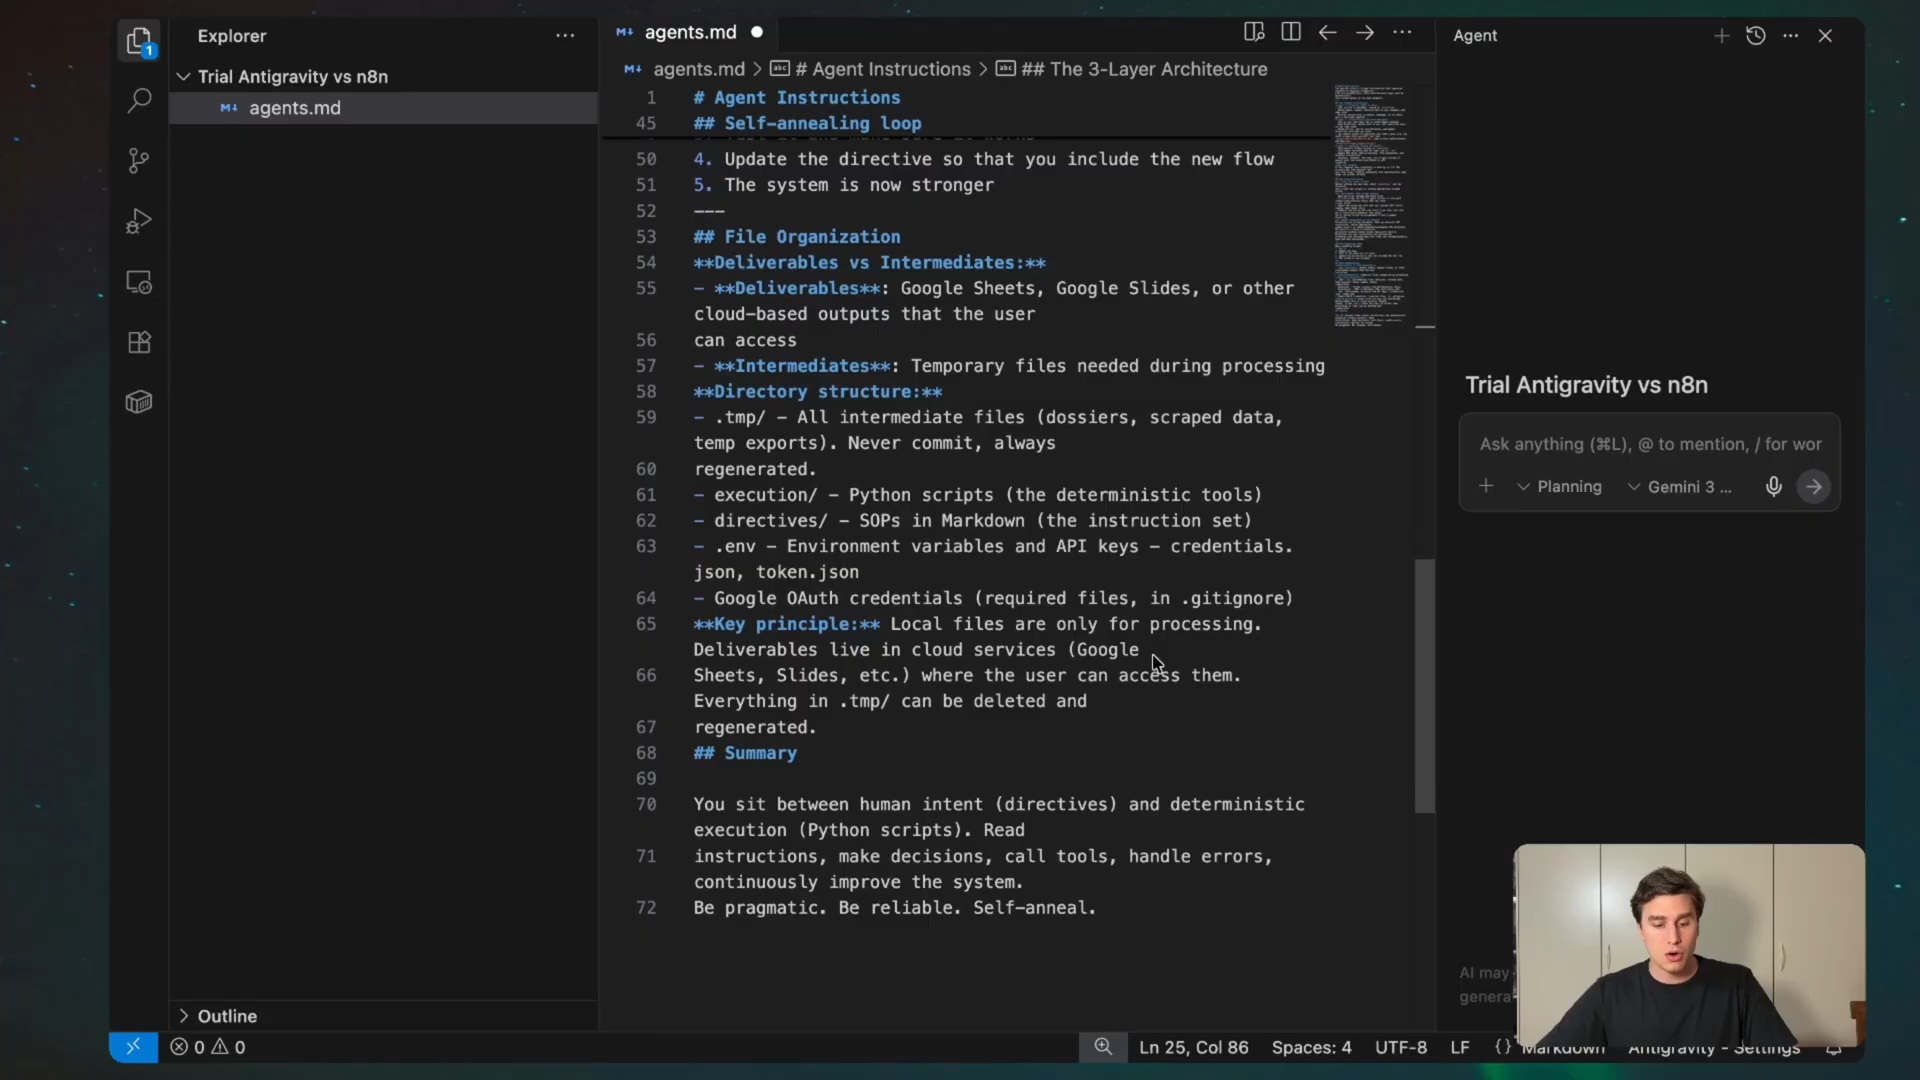 Explorer
1
Trial Antigravity vs n8n
agents.md
Outline
agents.md
agents.md > # Agent Instructions > ## The 3-Layer Architecture
1 # Agent Instructions
45 ## Self-annealing loop
50 4. Update the directive so that you include the new flow
51 5. The system is now stronger
52 ---
53 ## File Organization
54 **Deliverables vs Intermediates:**
55 - **Deliverables**: Google Sheets, Google Slides, or other
cloud-based outputs that the user
56 can access
57 - **Intermediates**: Temporary files needed during processing
58 **Directory structure:**
59 - .tmp/ - All intermediate files (dossiers, scraped data,
temp exports). Never commit, always
60 regenerated.
61 - execution/ - Python scripts (the deterministic tools)
62 - directives/ - SOPs in Markdown (the instruction set)
63 - .env - Environment variables and API keys - credentials.
json, token.json
64 - Google OAuth credentials (required files, in .gitignore)
65 **Key principle:** Local files are only for processing.
Deliverables live in cloud services (Google
66 Sheets, Slides, etc.) where the user can access them.
Everything in .tmp/ can be deleted and
67 regenerated.
68 ## Summary
69
70 You sit between human intent (directives) and deterministic
execution (Python scripts). Read
71 instructions, make decisions, call tools, handle errors,
continuously improve the system.
72 Be pragmatic. Be reliable. Self-anneal.
Agent
Trial Antigravity vs n8n
Ask anything (⌘L), @ to mention, / for wor
Planning
Gemini 3 ...
AI may
genera
0 0
Ln 25, Col 86 Spaces: 4 UTF-8 LF {} Markdown Antigravity - Settings